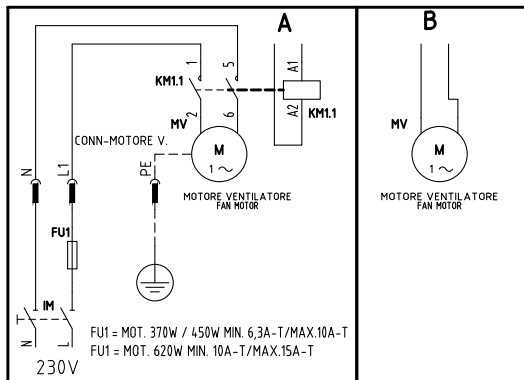 A
B
1
5
KM1.1
A1
A2
KM1.1
2
6
MV
CONN-MOTORE V.
M
1~
MOTORE VENTILATORE
FAN MOTOR
MV
M
1~
MOTORE VENTILATORE
FAN MOTOR
N
L1
PE
FU1
IM
N
L
230V
FU1 = MOT. 370W / 450W MIN. 6,3A-T/MAX.10A-T
FU1 = MOT. 620W MIN. 10A-T/MAX.15A-T